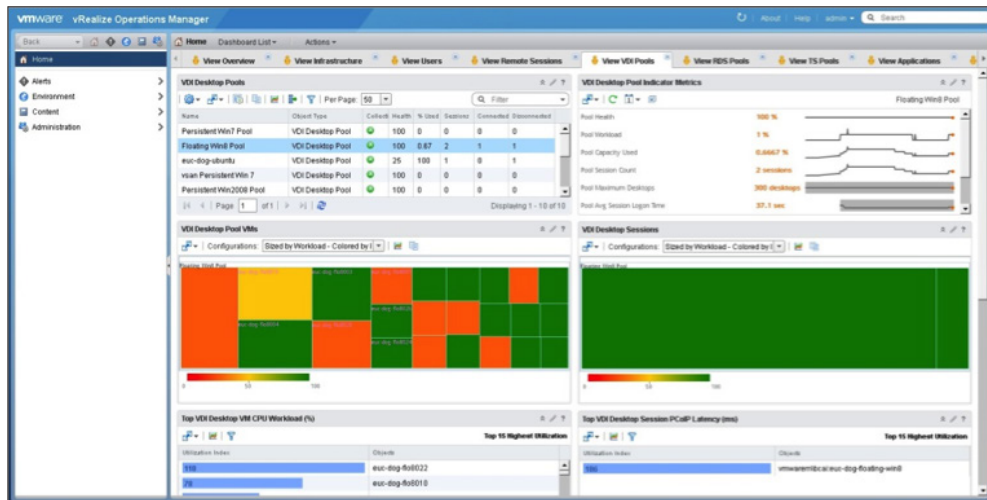 vmware vRealize Operations Manager
About Help admin Search
Back
Home Dashboard List Actions
Home
Alerts
Environment
Content
Administration
View Overview View Infrastructure View Users View Remote Sessions View VDI Pools View RDS Pools View TS Pools View Applications
VDI Desktop Pools
Per Page: 50 Filter
Name Object Type Collecti Health % Used Sessions Connected Disconnected
Persistent Win7 Pool VDI Desktop Pool 100 0 0 0 0
Floating Win8 Pool VDI Desktop Pool 100 0.67 2 1 1
euc-dog-ubuntu VDI Desktop Pool 25 100 1 0 1
vsan Persistent Win 7 VDI Desktop Pool 100 0 0 0 0
Persistent Win2008 Pool VDI Desktop Pool 100 0 0 0 0
Page 1 of 1 Displaying 1 - 10 of 10
VDI Desktop Pool Indicator Metrics
Floating Win8 Pool
Pool Health 100 %
Pool Workload 1 %
Pool Capacity Used 0.6667 %
Pool Session Count 2 sessions
Pool Maximum Desktops 300 desktops
Pool Avg Session Logon Time 37.1 sec
VDI Desktop Pool VMs
Configurations: Sized by Workload - Colored by
Floating Win8 Pool
0 50 100
VDI Desktop Sessions
Configurations: Sized by Workload - Colored by
Floating Win8 Pool
0 50 100
Top VDI Desktop VM CPU Workload (%)
Top 15 Highest Utilization
Utilization Index Objects
euc-dog-flo8022
78 euc-dog-flo8010
Top VDI Desktop Session PCoIP Latency (ms)
Top 15 Highest Utilization
Utilization Index Objects